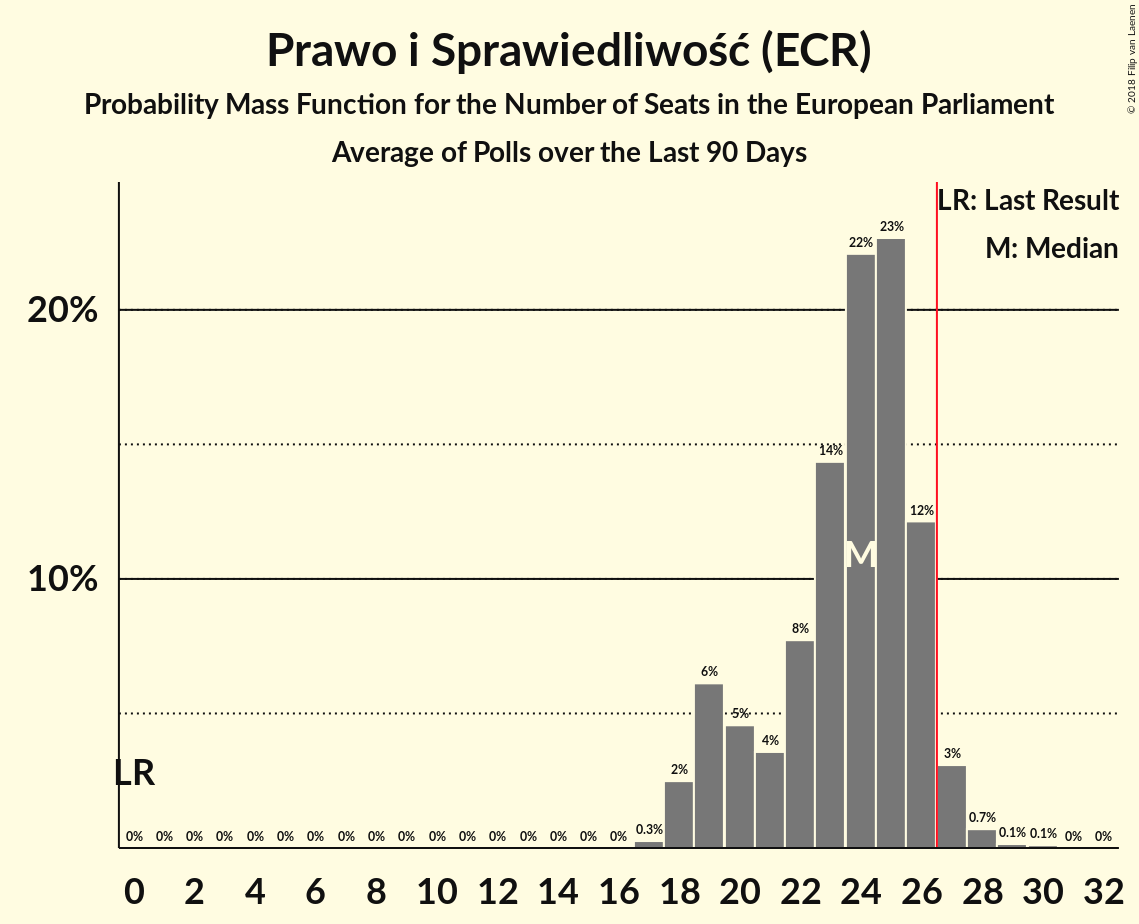 Prawo i Sprawiedliwość (ECR)
Probability Mass Function for the Number of Seats in the European Parliament
Average of Polls over the Last 90 Days
© 2018 Filip van Laenen
LR: Last Result
M: Median
20%
10%
23%
22%
14%
12%
M
8%
6%
5%
4%
3%
2%
LR
0% 0% 0% 0% 0% 0% 0% 0% 0% 0% 0% 0% 0% 0% 0% 0% 0% 0.3% 0.7% 0.1% 0.1% 0% 0%
0 2 4 6 8 10 12 14 16 18 20 22 24 26 28 30 32